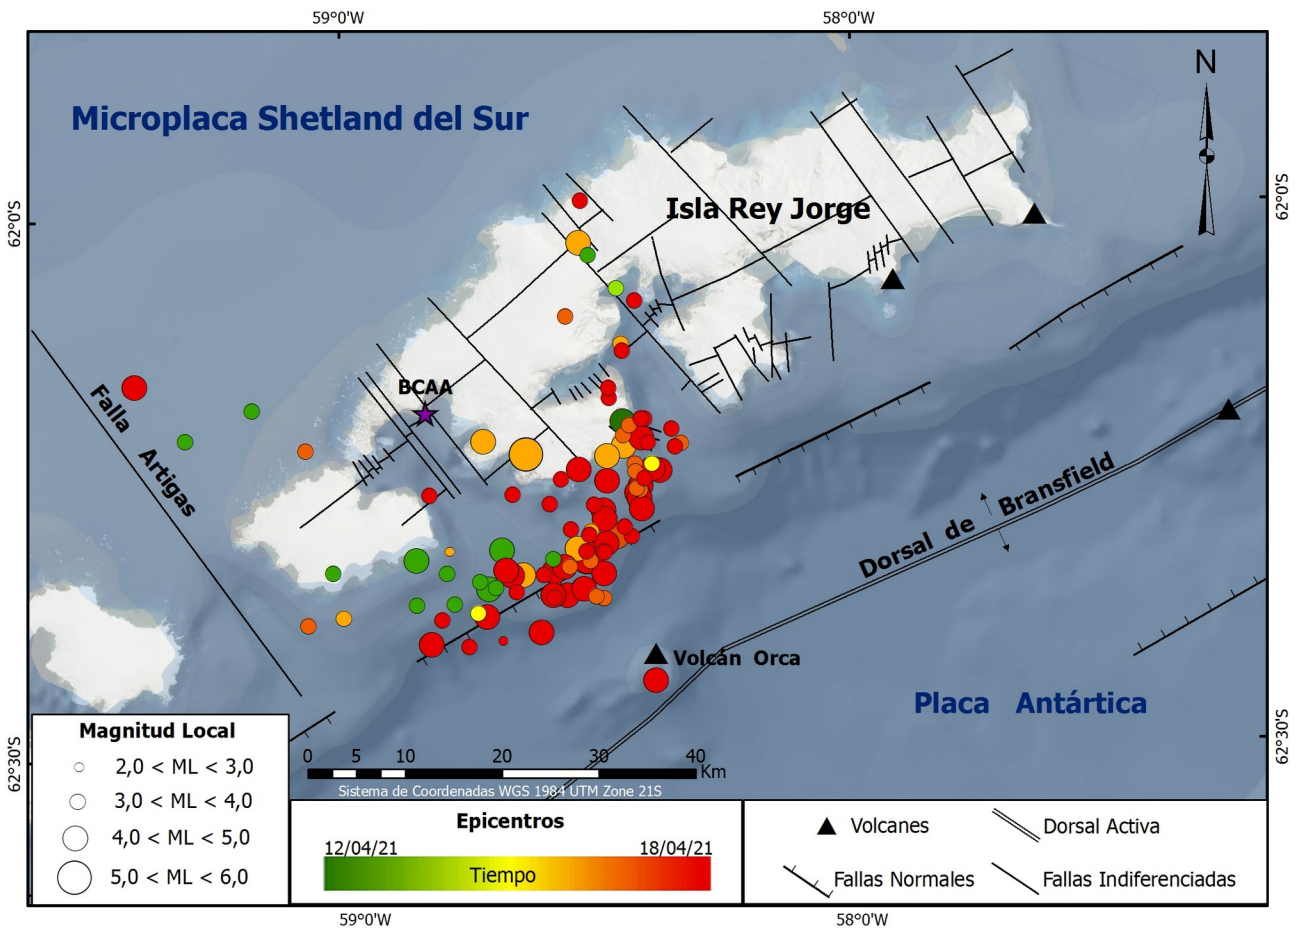 59°0'W
58°0'W
N
Microplaca Shetland del Sur
Isla Rey Jorge
62°0'S
62°0'S
BCAA
Falla Artigas
Dorsal de Bransfield
Volcán Orca
Placa Antártica
62°30'S
62°30'S
Magnitud Local
2,0 < ML < 3,0
3,0 < ML < 4,0
4,0 < ML < 5,0
5,0 < ML < 6,0
0 5 10 20 30 40
Km
Sistema de Coordenadas WGS 1984 UTM Zone 21S
Epicentros
12/04/21 18/04/21
Tiempo
Volcanes
Dorsal Activa
Fallas Normales
Fallas Indiferenciadas
59°0'W
58°0'W